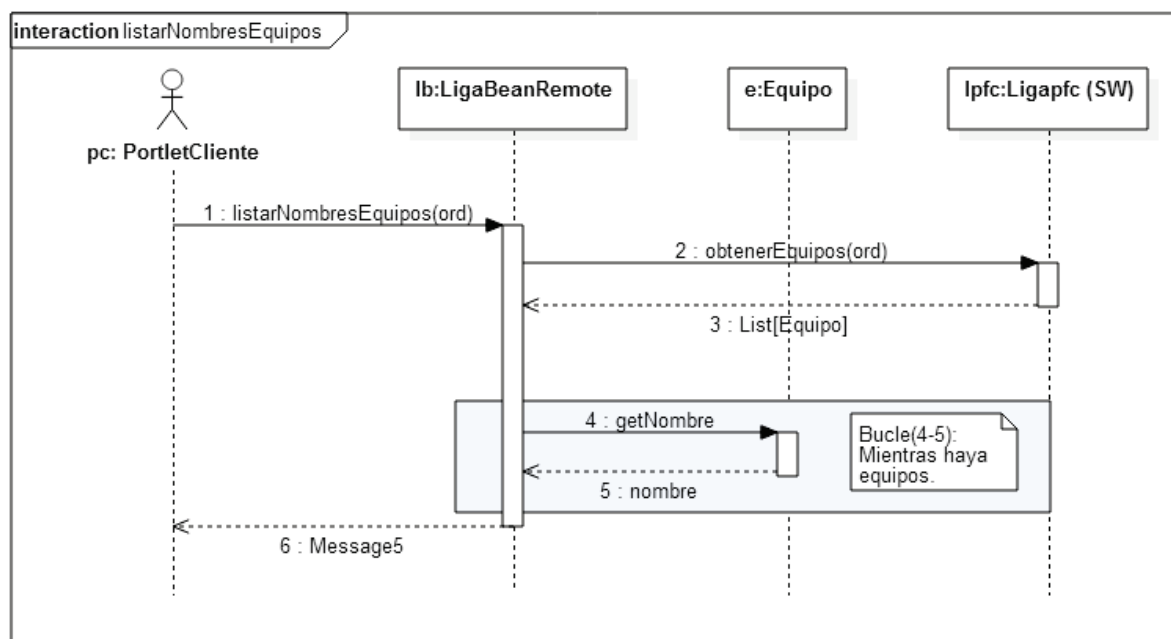 interaction listarNombresEquipos
lb:LigaBeanRemote
e:Equipo
lpfc:Ligapfc (SW)
pc: PortletCliente
1 : listarNombresEquipos(ord)
2 : obtenerEquipos(ord)
3 : List[Equipo]
4 : getNombre
Bucle(4-5):
Mientras haya
equipos.
5 : nombre
6 : Message5